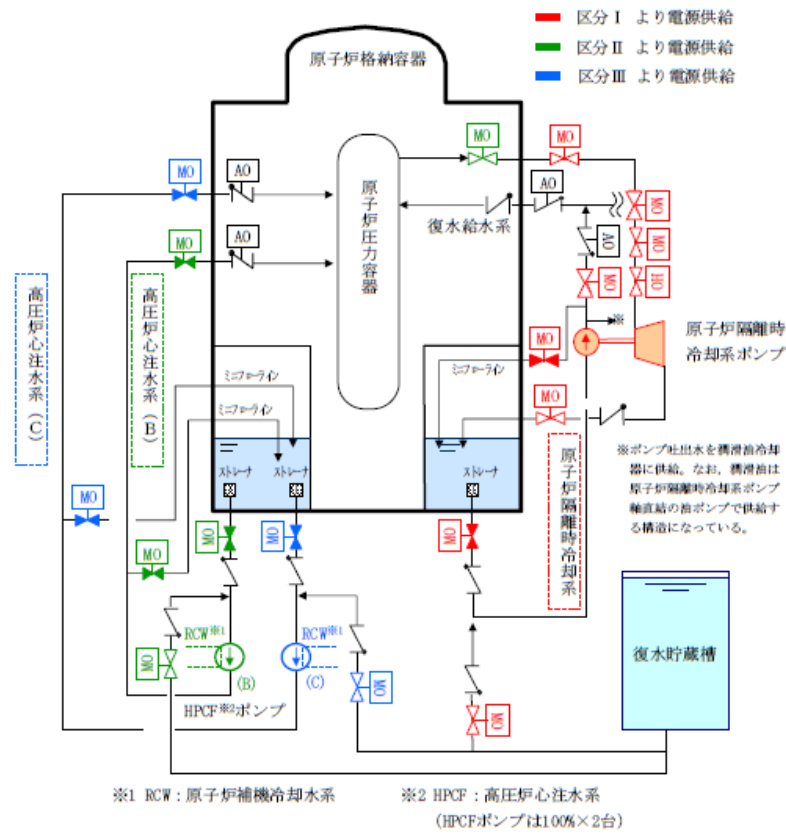 区分Ⅰ より電源供給
区分Ⅱ より電源供給
区分Ⅲ より電源供給
原子炉格納容器
MO
MO
MO
AO
AO
MO
原子炉圧力容器
復水給水系
MO
AO
MO
AO
MO
HO
MO
※
高圧炉心注水系(C)
高圧炉心注水系(B)
原子炉隔離時
冷却系ポンプ
ミニフローライン
ミニフローライン
ミニフローライン
MO
MO
ストレーナ
ストレーナ
ストレーナ
原子炉隔離時冷却系
※ポンプ吐出水を潤滑油冷却
器に供給。なお、潤滑油は
原子炉隔離時冷却系ポンプ
軸直結の油ポンプで供給す
る構造になっている。
MO
MO
MO
MO
MO
MO
RCW※1
RCW※1
(B)
(C)
MO
MO
HPCF※2ポンプ
復水貯蔵槽
※1 RCW:原子炉補機冷却水系
※2 HPCF:高圧炉心注水系
(HPCFポンプは100%×2台)